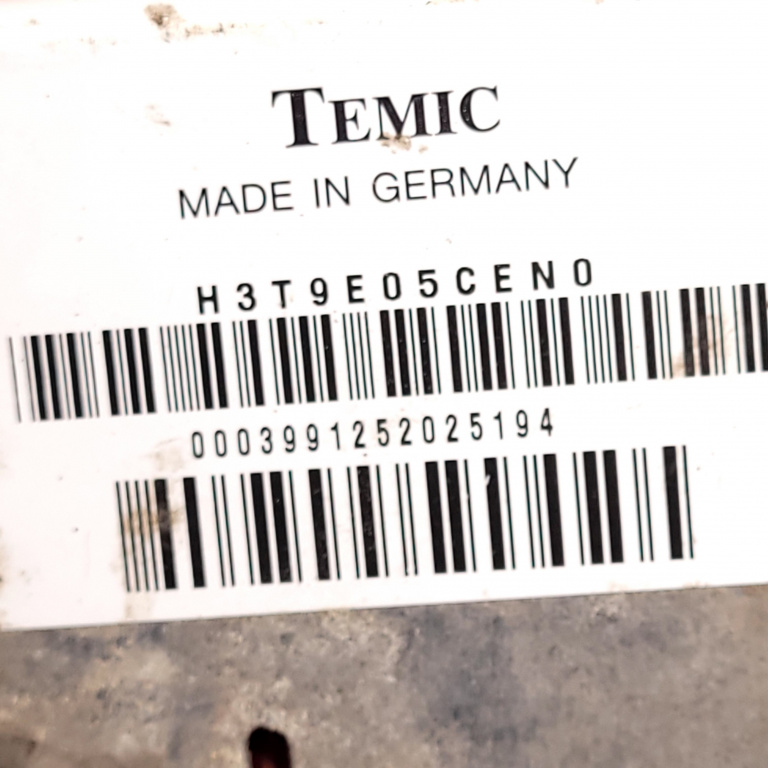 TEMIC
MADE IN GERMANY
H3T9E05CEN0
0003991252025194